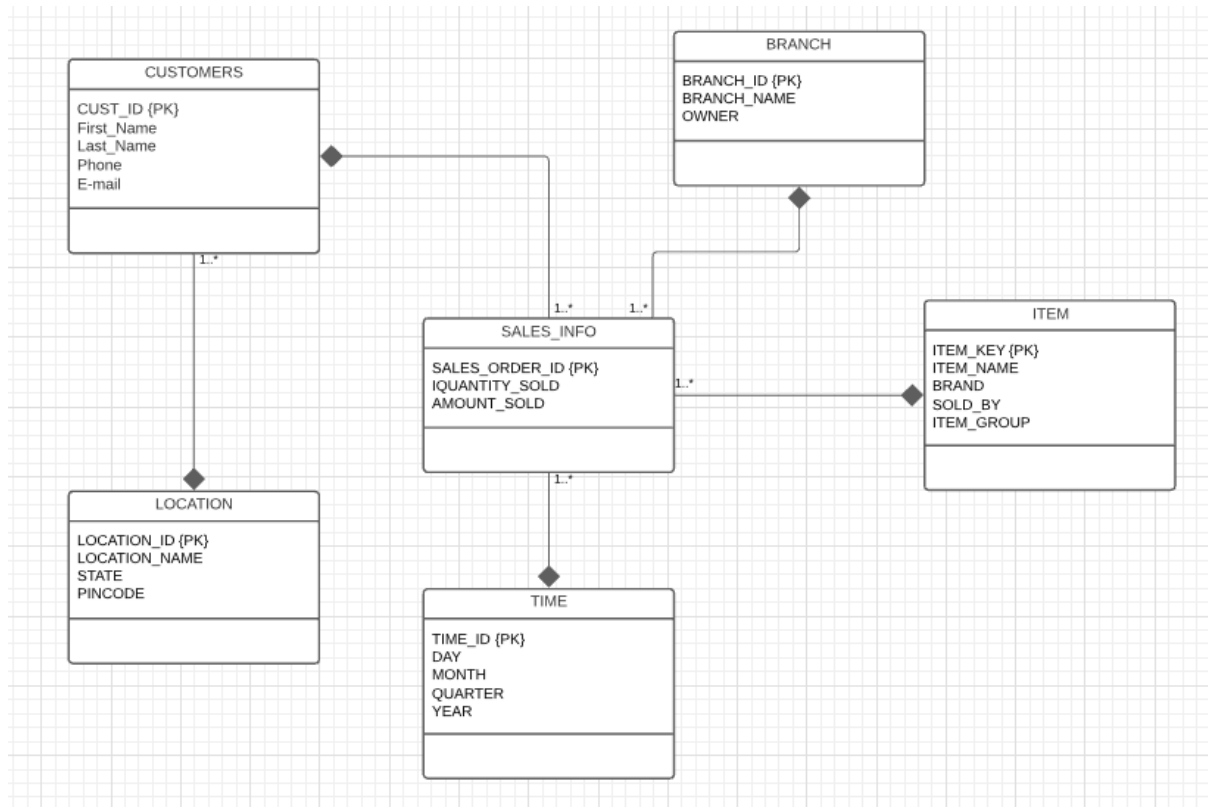 CUSTOMERS
CUST_ID {PK}
First_Name
Last_Name
Phone
E-mail
1..*
BRANCH
BRANCH_ID {PK}
BRANCH_NAME
OWNER
1..*
1..*
SALES_INFO
SALES_ORDER_ID {PK}
IQUANTITY_SOLD
AMOUNT_SOLD
1..*
1..*
ITEM
ITEM_KEY {PK}
ITEM_NAME
BRAND
SOLD_BY
ITEM_GROUP
LOCATION
LOCATION_ID {PK}
LOCATION_NAME
STATE
PINCODE
TIME
TIME_ID {PK}
DAY
MONTH
QUARTER
YEAR